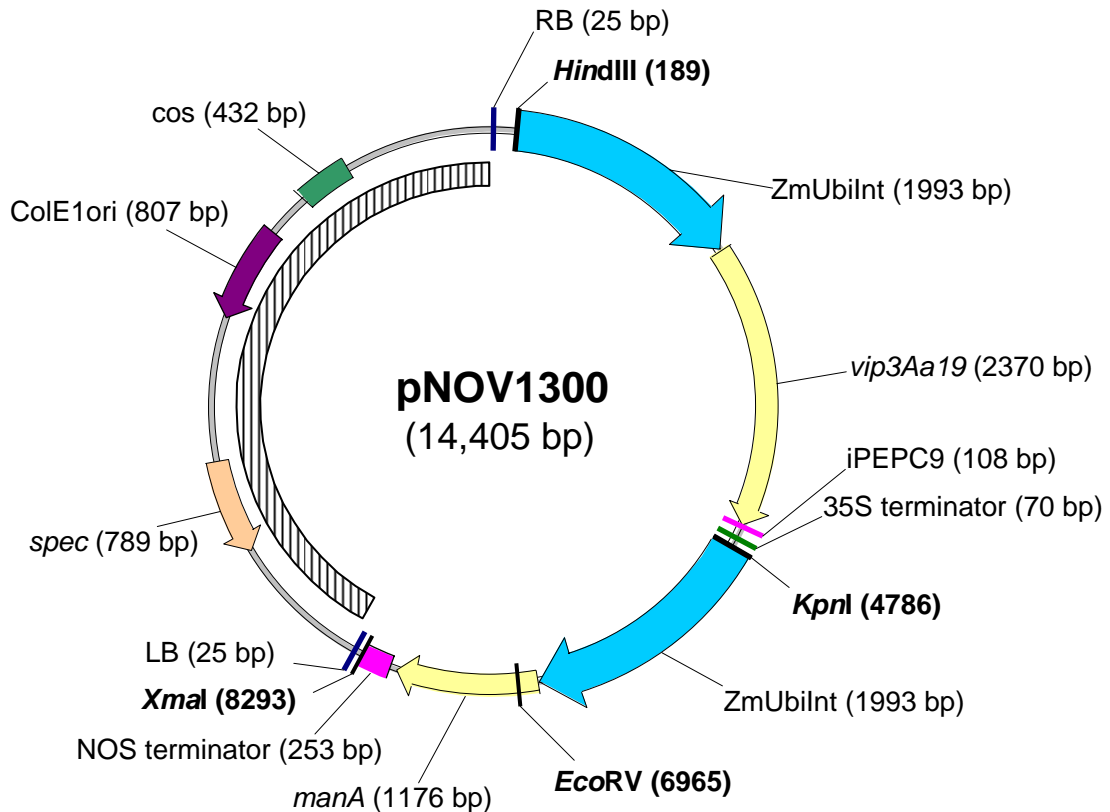 RB (25 bp)
HindIII (189)
cos (432 bp)
ZmUbiInt (1993 bp)
ColE1ori (807 bp)
vip3Aa19 (2370 bp)
pNOV1300
(14,405 bp)
iPEPC9 (108 bp)
35S terminator (70 bp)
spec (789 bp)
KpnI (4786)
LB (25 bp)
XmaI (8293)
ZmUbiInt (1993 bp)
NOS terminator (253 bp)
EcoRV (6965)
manA (1176 bp)